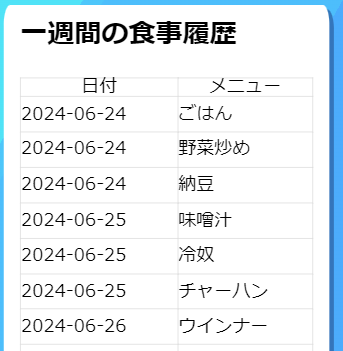 一週間の食事履歴
日付 メニュー
2024-06-24 ごはん
2024-06-24 野菜炒め
2024-06-24 納豆
2024-06-25 味噌汁
2024-06-25 冷奴
2024-06-25 チャーハン
2024-06-26 ウインナー